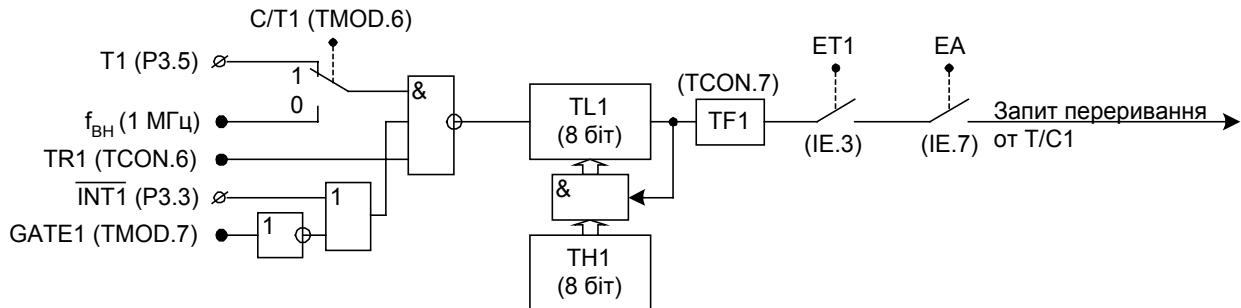 C/T1 (TMOD.6)
T1 (P3.5)
1
0
fВН (1 МГц)
TR1 (TCON.6)
INT1 (P3.3)
GATE1 (TMOD.7)
1
1
&
TL1
(8 біт)
&
TH1
(8 біт)
(TCON.7)
TF1
ET1
(IE.3)
EA
(IE.7)
Запит переривання
от T/C1